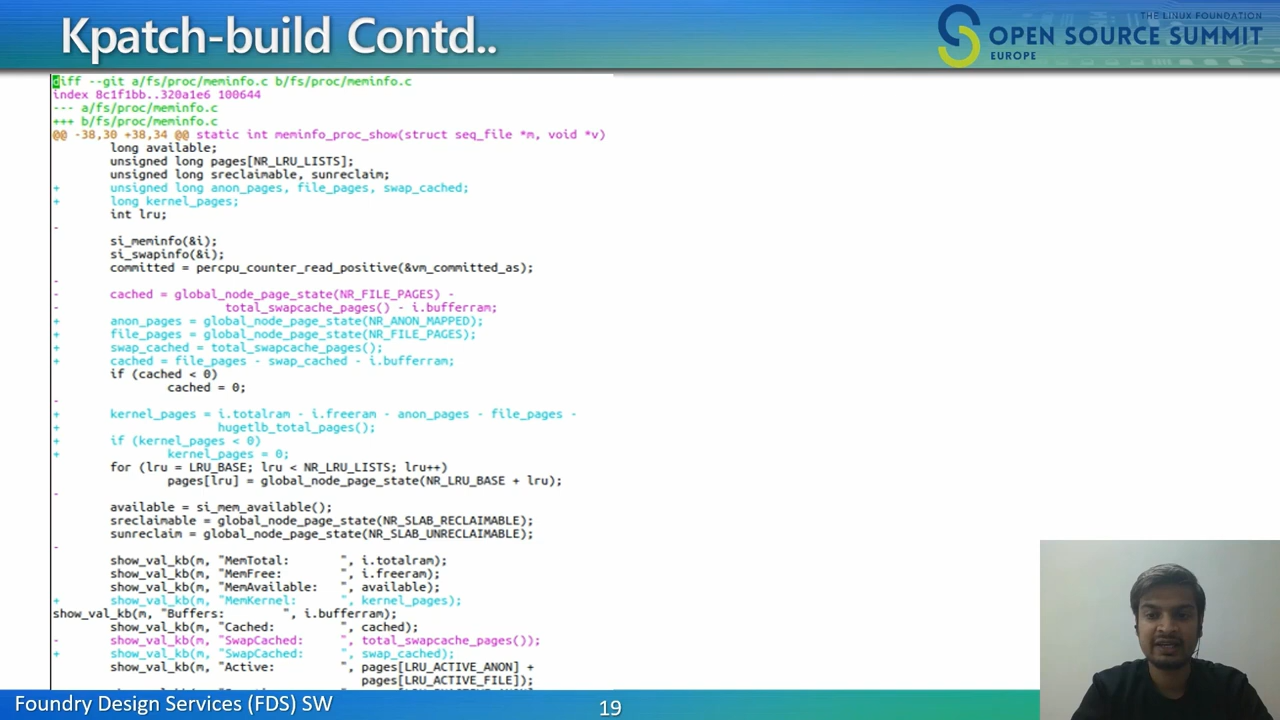 Kpatch-build Contd..
THE LINUX FOUNDATION
OPEN SOURCE SUMMIT
EUROPE
diff --git a/fs/proc/meminfo.c b/fs/proc/meminfo.c
index 8c1f1bb..320a1e6 100644
--- a/fs/proc/meminfo.c
+++ b/fs/proc/meminfo.c
@@ -38,30 +38,34 @@ static int meminfo_proc_show(struct seq_file *m, void *v)
        long available;
        unsigned long pages[NR_LRU_LISTS];
        unsigned long sreclaimable, sunreclaim;
+       unsigned long anon_pages, file_pages, swap_cached;
+       long kernel_pages;
        int lru;
-
        si_meminfo(&i);
        si_swapinfo(&i);
        committed = percpu_counter_read_positive(&vm_committed_as);
-
-       cached = global_node_page_state(NR_FILE_PAGES) -
-                       total_swapcache_pages() - i.bufferram;
+       anon_pages = global_node_page_state(NR_ANON_MAPPED);
+       file_pages = global_node_page_state(NR_FILE_PAGES);
+       swap_cached = total_swapcache_pages();
+       cached = file_pages - swap_cached - i.bufferram;
        if (cached < 0)
                cached = 0;
-
+       kernel_pages = i.totalram - i.freeram - anon_pages - file_pages -
+                      hugetlb_total_pages();
+       if (kernel_pages < 0)
+               kernel_pages = 0;
        for (lru = LRU_BASE; lru < NR_LRU_LISTS; lru++)
                pages[lru] = global_node_page_state(NR_LRU_BASE + lru);
-
        available = si_mem_available();
        sreclaimable = global_node_page_state(NR_SLAB_RECLAIMABLE);
        sunreclaim = global_node_page_state(NR_SLAB_UNRECLAIMABLE);
-
        show_val_kb(m, "MemTotal:       ", i.totalram);
        show_val_kb(m, "MemFree:        ", i.freeram);
        show_val_kb(m, "MemAvailable:   ", available);
+       show_val_kb(m, "MemKernel:      ", kernel_pages);
show_val_kb(m, "Buffers:        ", i.bufferram);
        show_val_kb(m, "Cached:         ", cached);
-       show_val_kb(m, "SwapCached:     ", total_swapcache_pages());
+       show_val_kb(m, "SwapCached:     ", swap_cached);
        show_val_kb(m, "Active:         ", pages[LRU_ACTIVE_ANON] +
                                           pages[LRU_ACTIVE_FILE]);
Foundry Design Services (FDS) SW
19